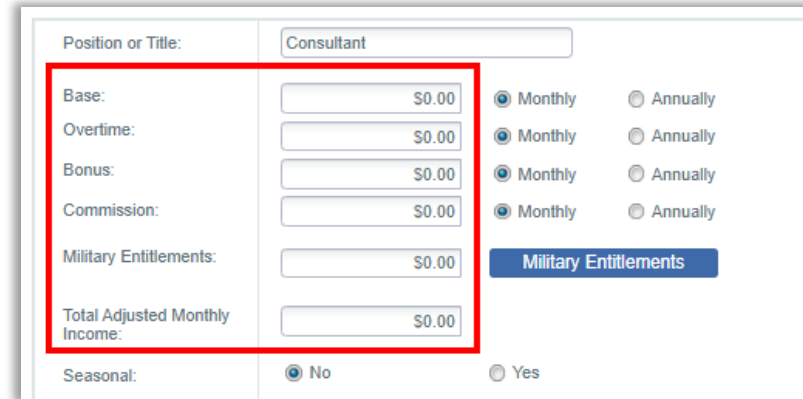 Position or Title: Consultant
Base: $0.00 Monthly Annually
Overtime: $0.00 Monthly Annually
Bonus: $0.00 Monthly Annually
Commission: $0.00 Monthly Annually
Military Entitlements: $0.00 Military Entitlements
Total Adjusted Monthly
Income: $0.00
Seasonal: No Yes